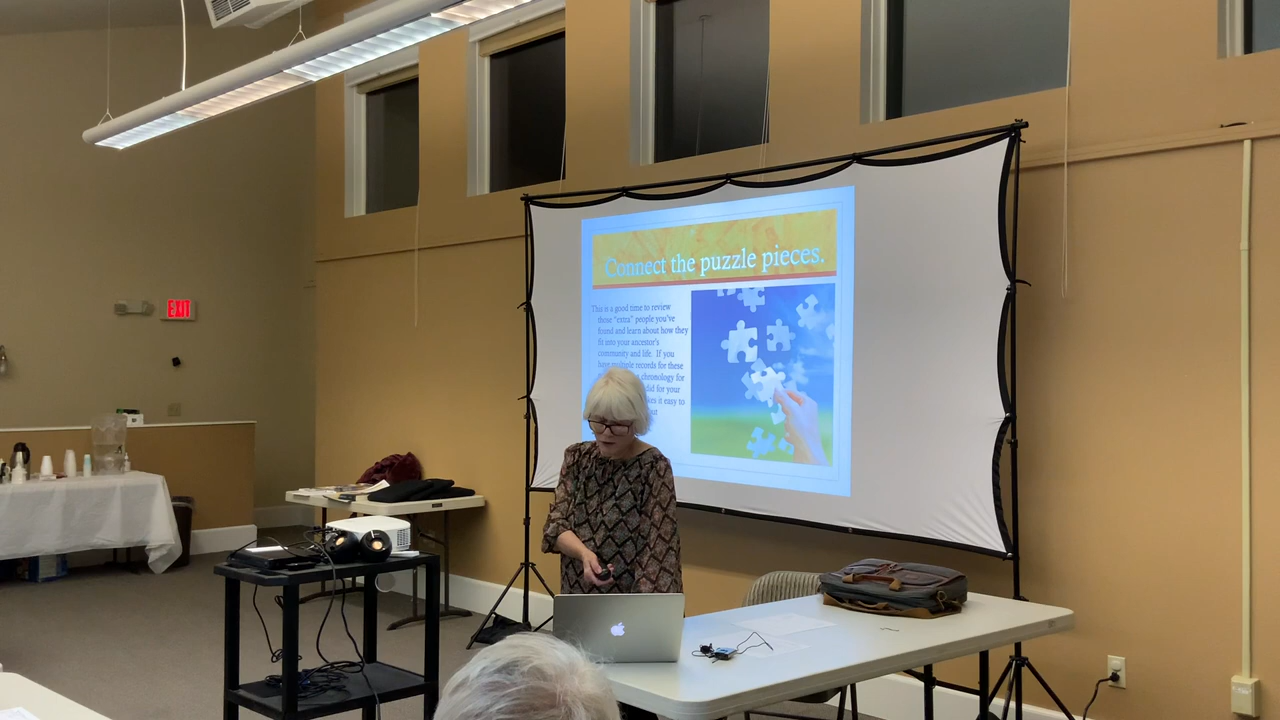 Connect the puzzle pieces.
This is a good time to review
those "extra" people you've
found and learn about how they
fit into your ancestor's
community and life. If you
have multiple records for these
chronology for
did for your
it easy to
EXIT